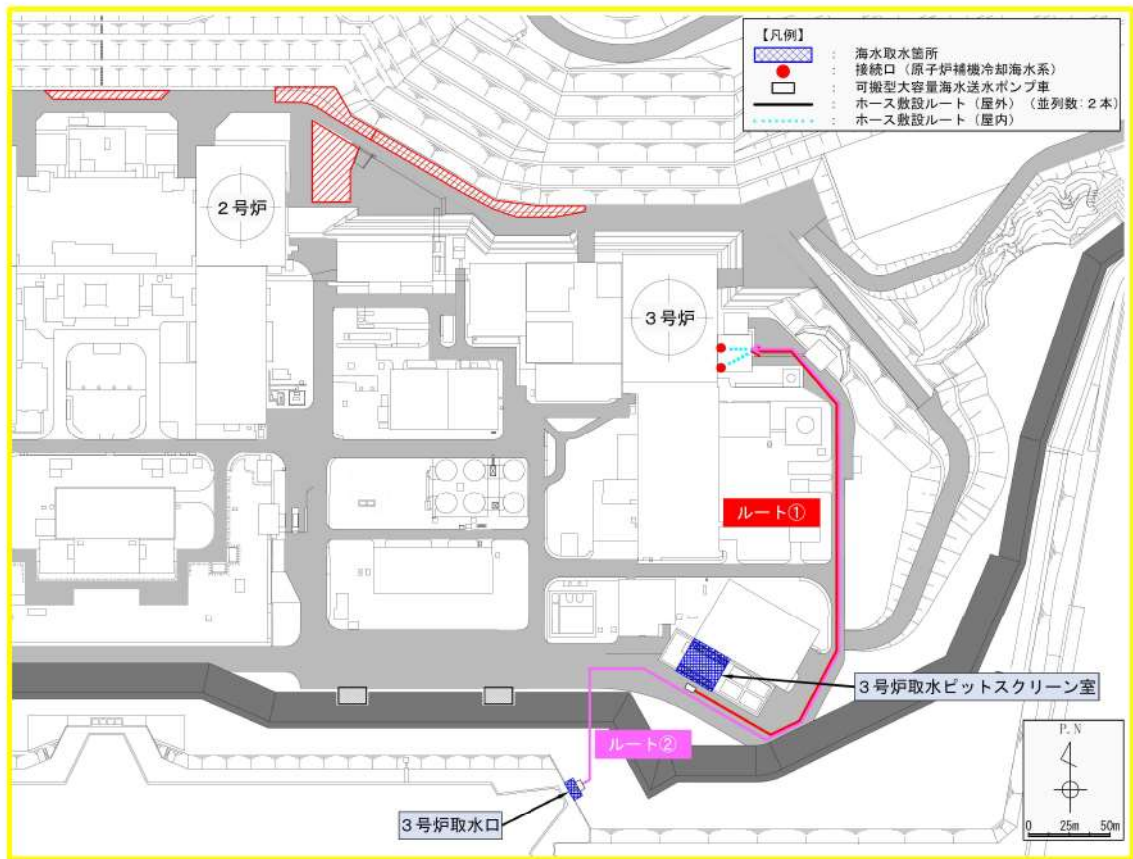 【凡例】
： 海水取水箇所
： 接続口（原子炉補機冷却海水系）
： 可搬型大容量海水送水ポンプ車
： ホース敷設ルート（屋外）（並列数：２本）
： ホース敷設ルート（屋内）
２号炉
３号炉
ルート①
３号炉取水ピットスクリーン室
ルート②
３号炉取水口
P.N
0 25m 50m